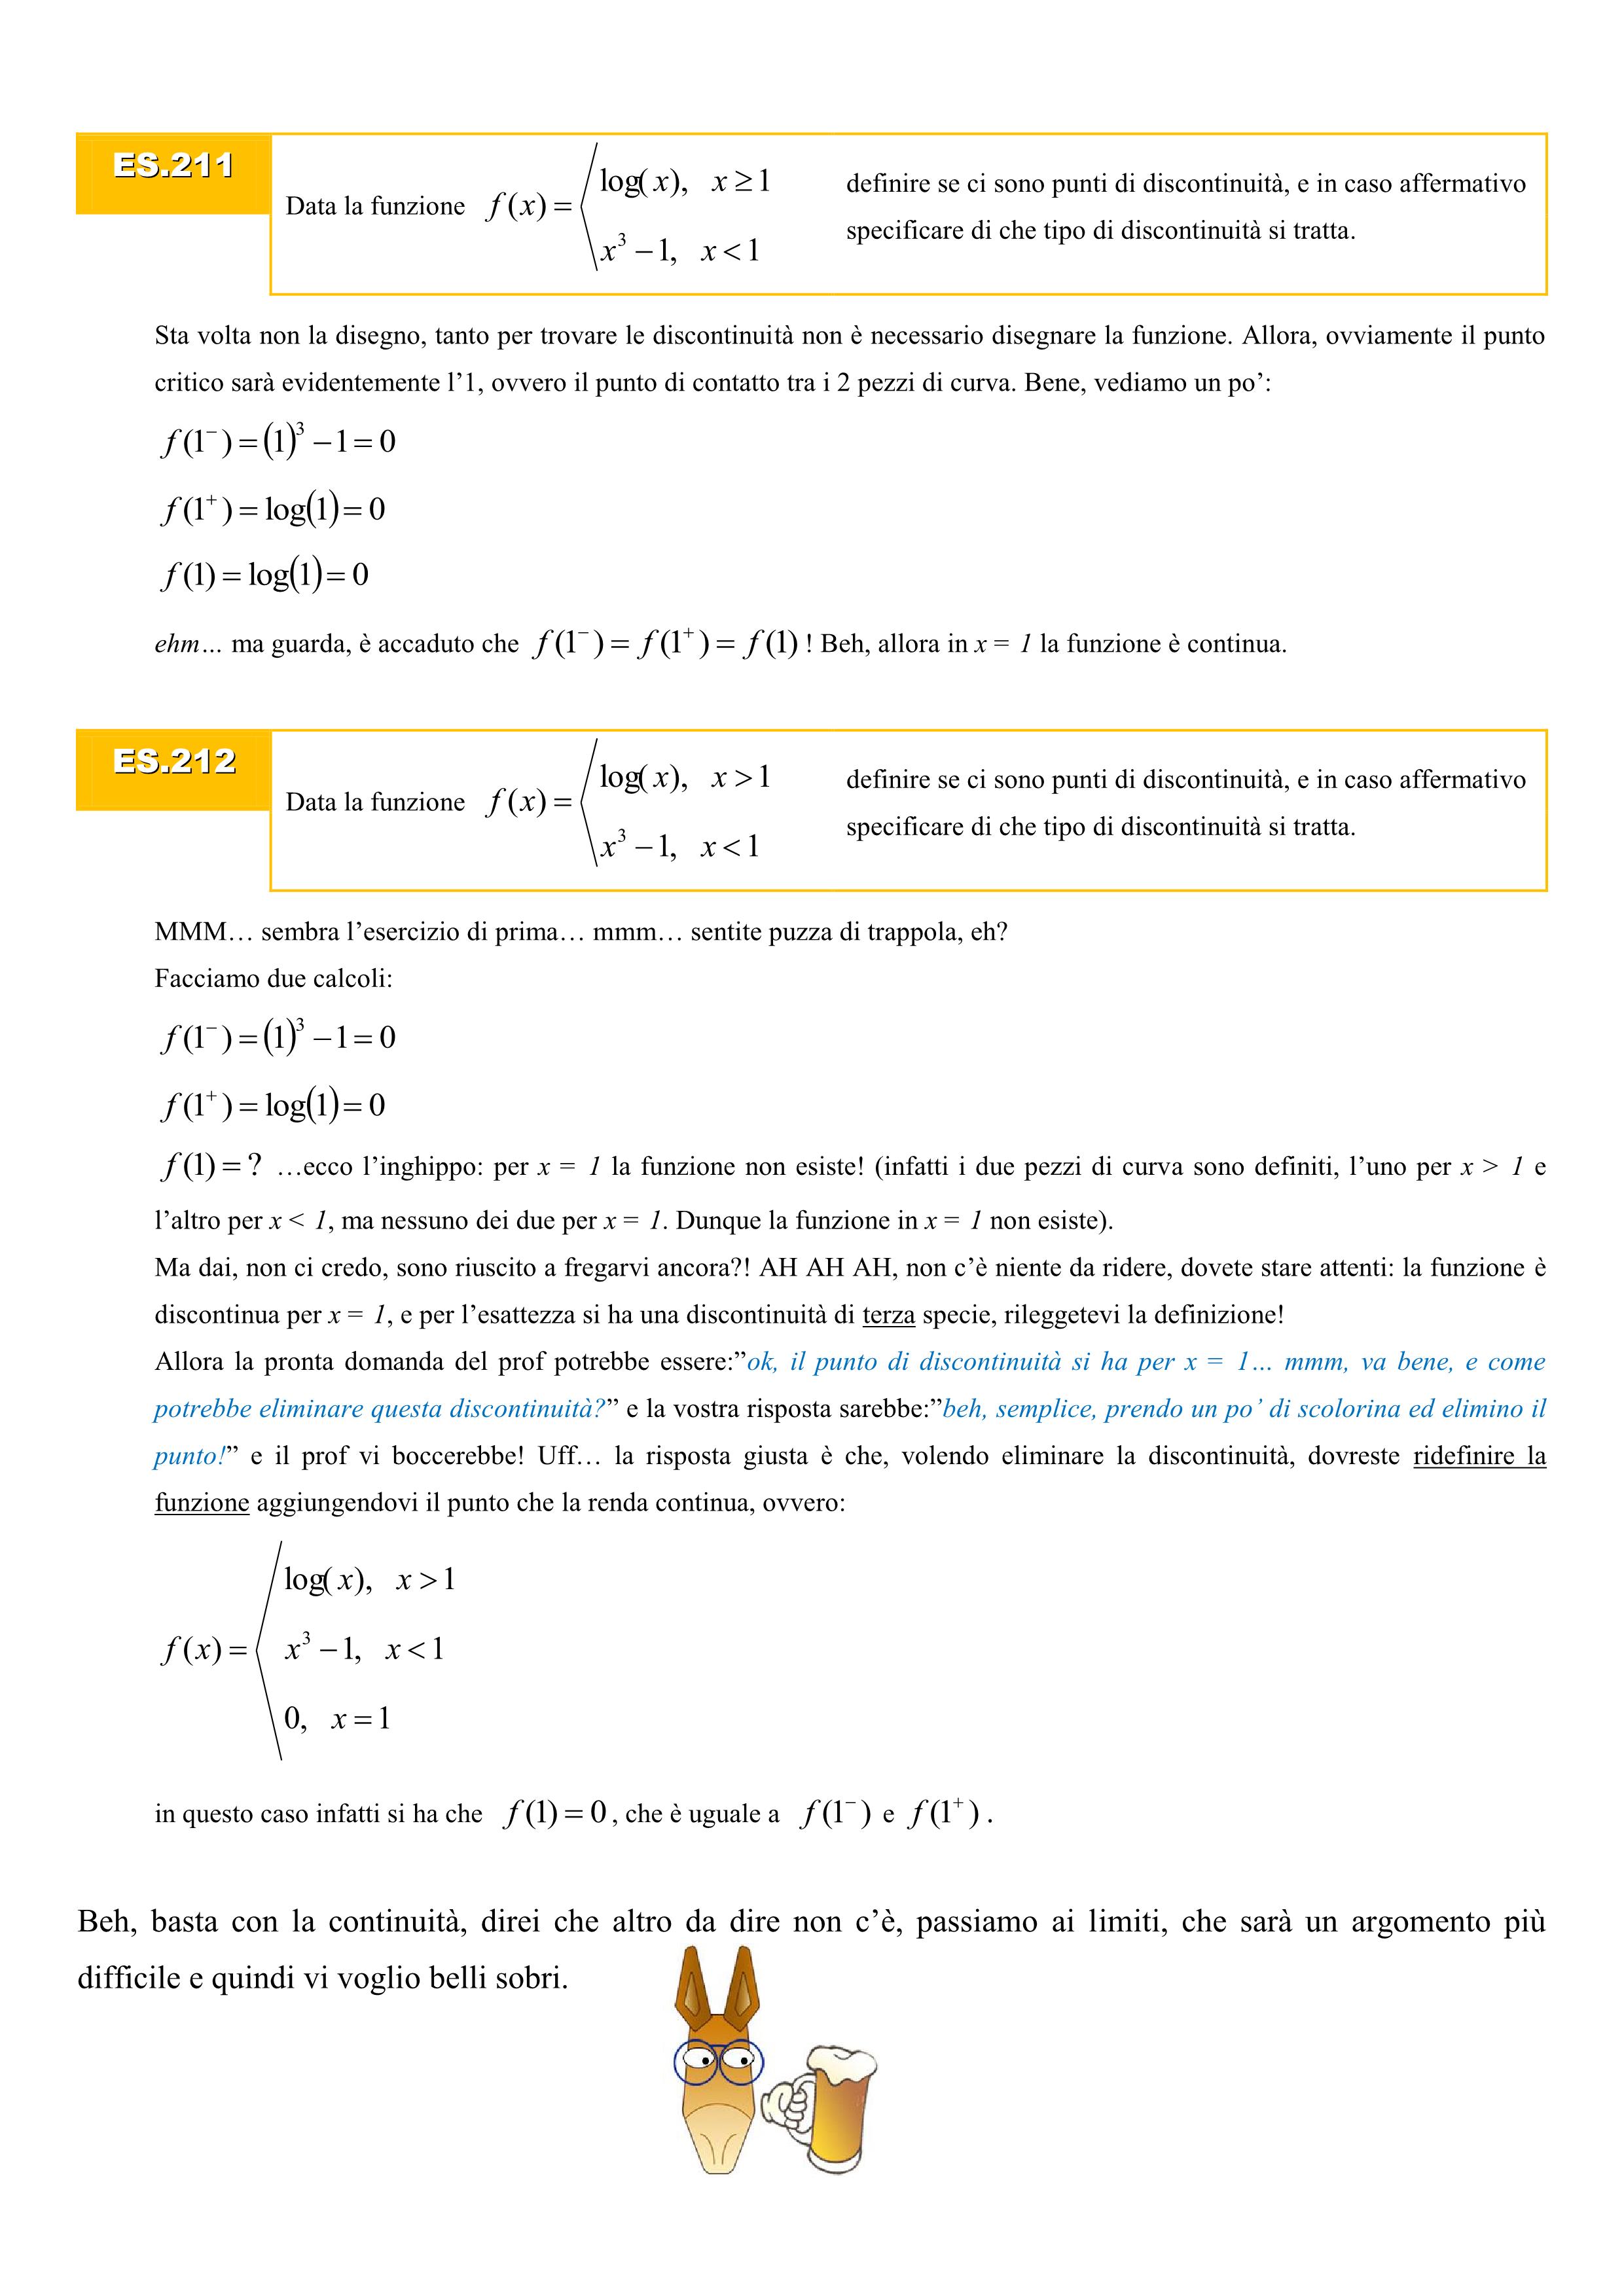 ES.211
Data la funzione f(x) = { log(x), x ≥ 1
x³ − 1, x < 1
definire se ci sono punti di discontinuità, e in caso affermativo
specificare di che tipo di discontinuità si tratta.
Sta volta non la disegno, tanto per trovare le discontinuità non è necessario disegnare la funzione. Allora, ovviamente il punto
critico sarà evidentemente l’1, ovvero il punto di contatto tra i 2 pezzi di curva. Bene, vediamo un po’:
f(1⁻) = (1)³ − 1 = 0
f(1⁺) = log(1) = 0
f(1) = log(1) = 0
ehm… ma guarda, è accaduto che f(1⁻) = f(1⁺) = f(1) ! Beh, allora in x = 1 la funzione è continua.
ES.212
Data la funzione f(x) = { log(x), x > 1
x³ − 1, x < 1
definire se ci sono punti di discontinuità, e in caso affermativo
specificare di che tipo di discontinuità si tratta.
MMM… sembra l’esercizio di prima… mmm… sentite puzza di trappola, eh?
Facciamo due calcoli:
f(1⁻) = (1)³ − 1 = 0
f(1⁺) = log(1) = 0
f(1) = ? …ecco l’inghippo: per x = 1 la funzione non esiste! (infatti i due pezzi di curva sono definiti, l’uno per x > 1 e
l’altro per x < 1, ma nessuno dei due per x = 1. Dunque la funzione in x = 1 non esiste).
Ma dai, non ci credo, sono riuscito a fregarvi ancora?! AH AH AH, non c’è niente da ridere, dovete stare attenti: la funzione è
discontinua per x = 1, e per l’esattezza si ha una discontinuità di terza specie, rileggetevi la definizione!
Allora la pronta domanda del prof potrebbe essere:”ok, il punto di discontinuità si ha per x = 1… mmm, va bene, e come
potrebbe eliminare questa discontinuità?” e la vostra risposta sarebbe:”beh, semplice, prendo un po’ di scolorina ed elimino il
punto!” e il prof vi boccerebbe! Uff… la risposta giusta è che, volendo eliminare la discontinuità, dovreste ridefinire la
funzione aggiungendovi il punto che la renda continua, ovvero:
log(x), x > 1
f(x) = { x³ − 1, x < 1
0, x = 1
in questo caso infatti si ha che f(1) = 0, che è uguale a f(1⁻) e f(1⁺).
Beh, basta con la continuità, direi che altro da dire non c’è, passiamo ai limiti, che sarà un argomento più
difficile e quindi vi voglio belli sobri.